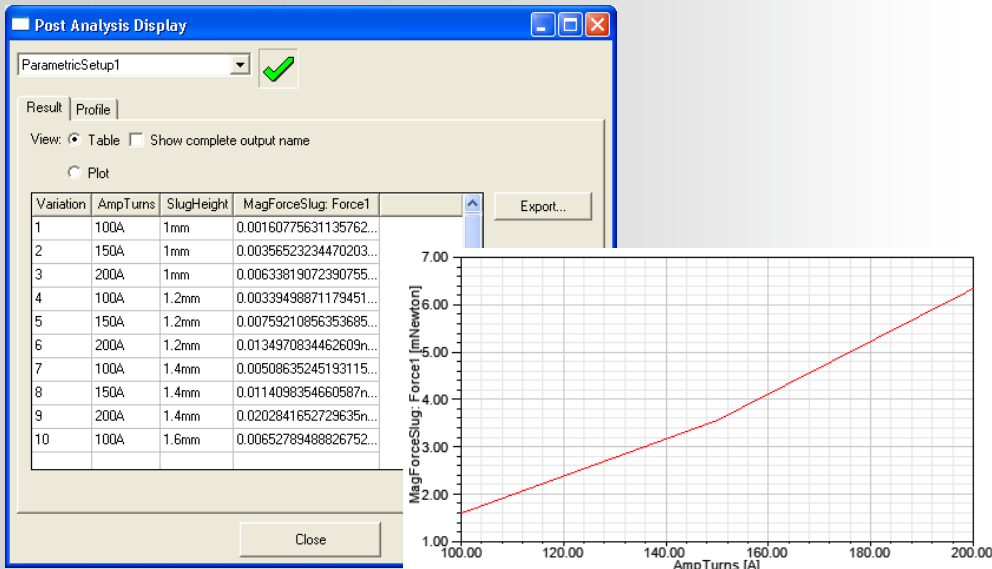 Post Analysis Display
ParametricSetup1
Result Profile
View: Table Show complete output name
Plot
Variation AmpTurns SlugHeight MagForceSlug: Force1
1 100A 1mm 0.00160775631135762...
2 150A 1mm 0.00356523234470203...
3 200A 1mm 0.00633819072390755...
4 100A 1.2mm 0.00339498871179451...
5 150A 1.2mm 0.00759210856353685...
6 200A 1.2mm 0.0134970834462609n...
7 100A 1.4mm 0.00508635245193115...
8 150A 1.4mm 0.0114098354660587n...
9 200A 1.4mm 0.0202841652729635n...
10 100A 1.6mm 0.00652789488826752...
Export...
Close
MagForceSlug: Force1 [mNewton]
7.00
6.00
5.00
4.00
3.00
2.00
1.00
100.00 120.00 140.00 160.00 180.00 200.00
AmpTurns [A]